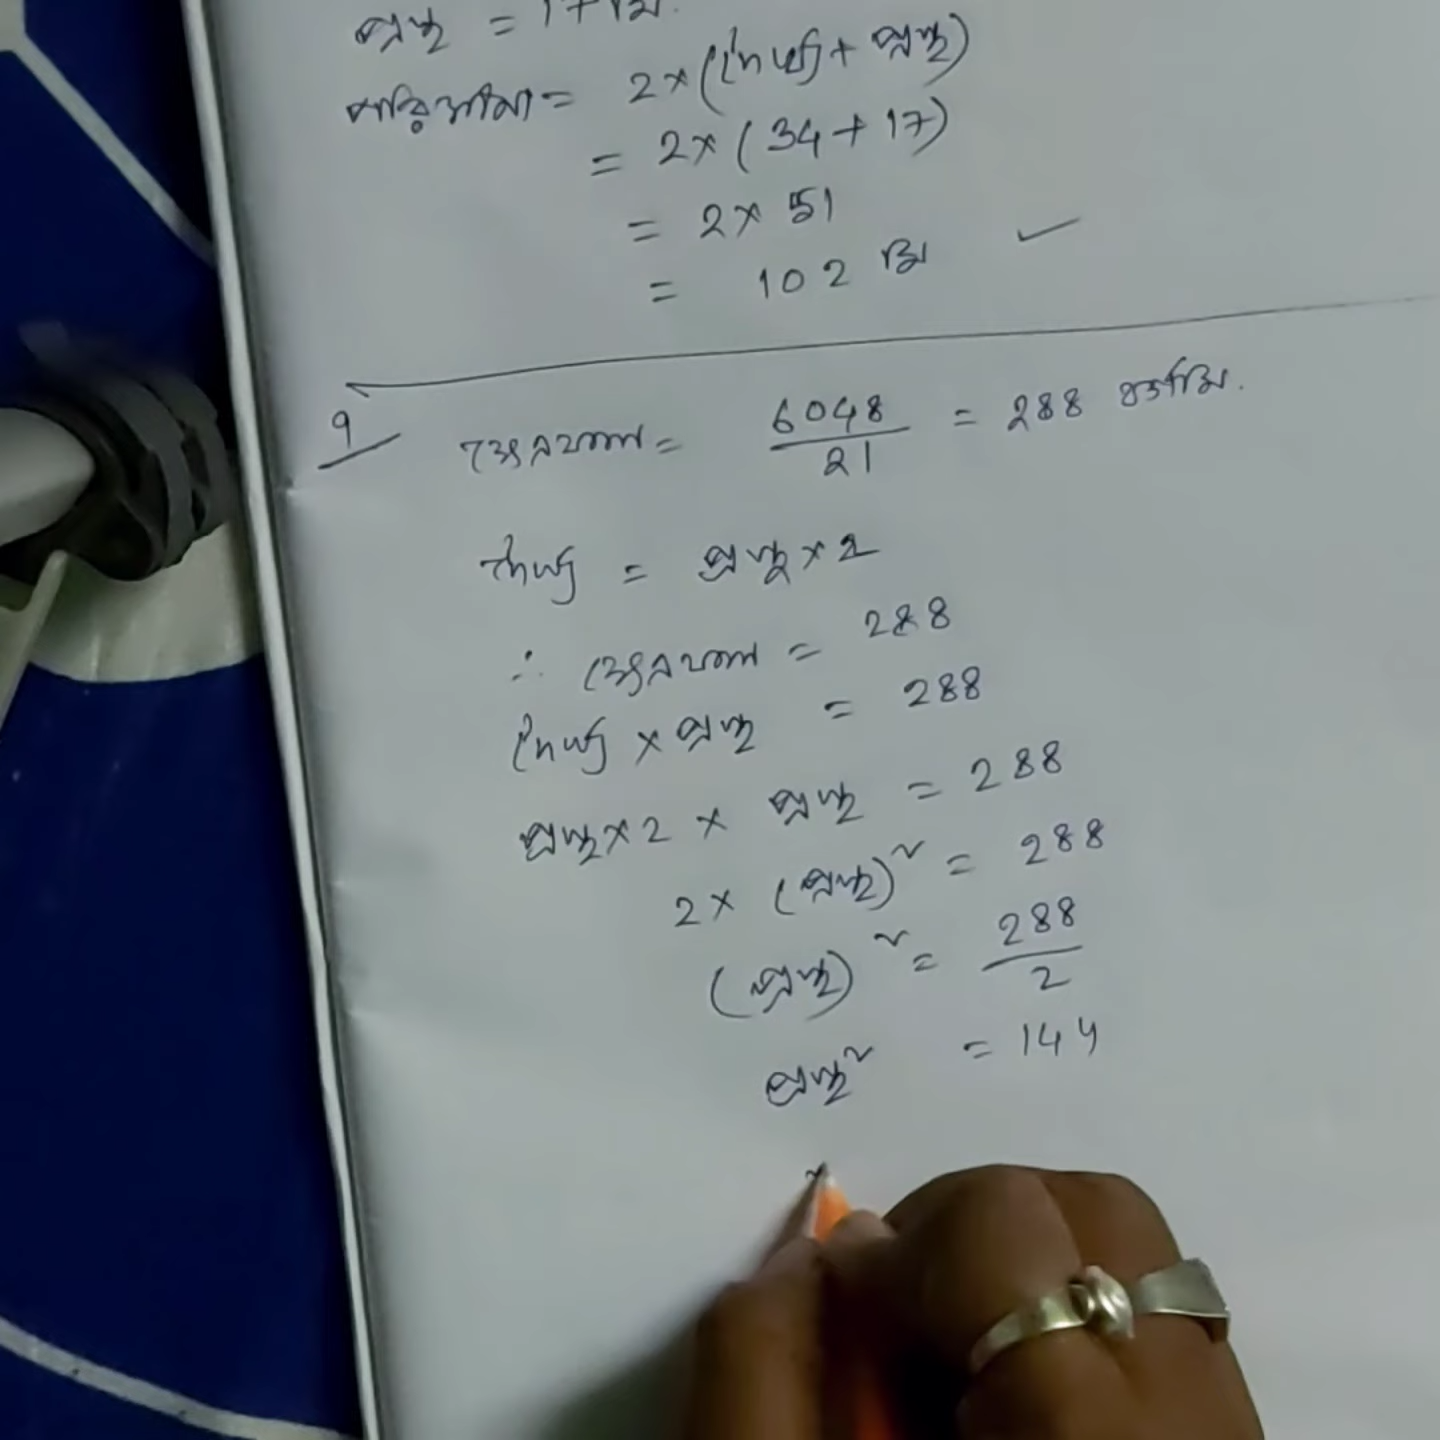 প্রস্থ = 17 মি.
পরিসীমা = 2×(দৈর্ঘ্য + প্রস্থ)
= 2×(34+17)
= 2× 51
= 102 মি
9 ক্ষেত্রফল = 6048/21 = 288 বর্গমি.
দৈর্ঘ্য = প্রস্থ × 2
∴ ক্ষেত্রফল = 288
দৈর্ঘ্য × প্রস্থ = 288
প্রস্থ×2 × প্রস্থ = 288
2× (প্রস্থ)² = 288
(প্রস্থ)² = 288/2
প্রস্থ² = 144